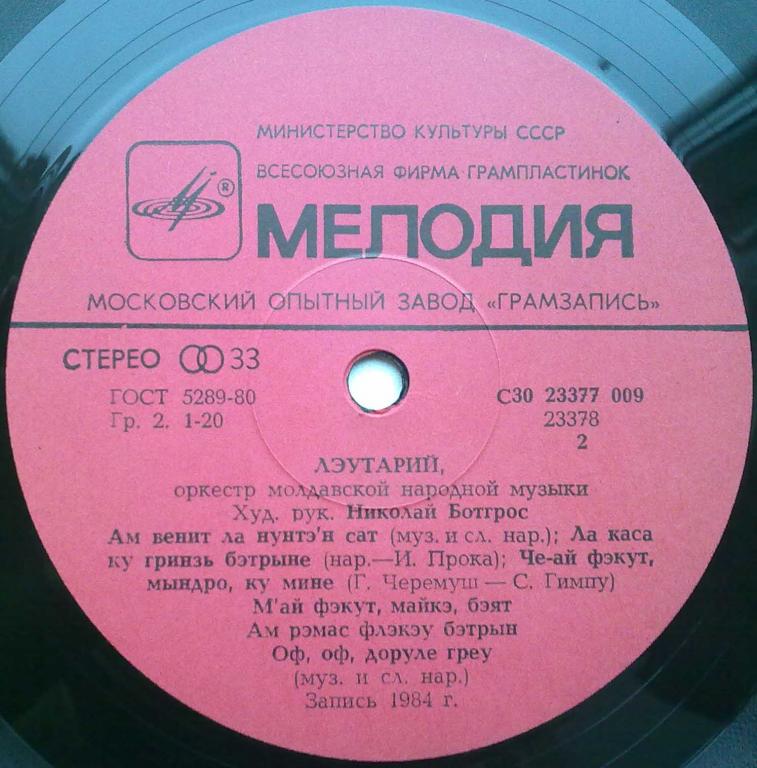 МИНИСТЕРСТВО КУЛЬТУРЫ СССР
ВСЕСОЮЗНАЯ ФИРМА ГРАМПЛАСТИНОК
®
МЕЛОДИЯ
МОСКОВСКИЙ ОПЫТНЫЙ ЗАВОД «ГРАМЗАПИСЬ»
СТЕРЕО 33
ГОСТ 5289-80
Гр. 2. 1-20
С30 23377 009
23378
2
ЛЭУТАРИЙ,
оркестр молдавской народной музыки
Худ. рук. Николай Ботгрос
Ам венит ла нунтэ'н сат (муз. и сл. нар.); Ла каса
ку гринзь бэтрыне (нар.—И. Прока); Че-ай фэкут,
мындро, ку мине (Г. Черемуш — С. Гимпу)
М'ай фэкут, майкэ, бэят
Ам рэмас флэкэу бэтрын
Оф, оф, доруле греу
(муз. и сл. нар.)
Запись 1984 г.